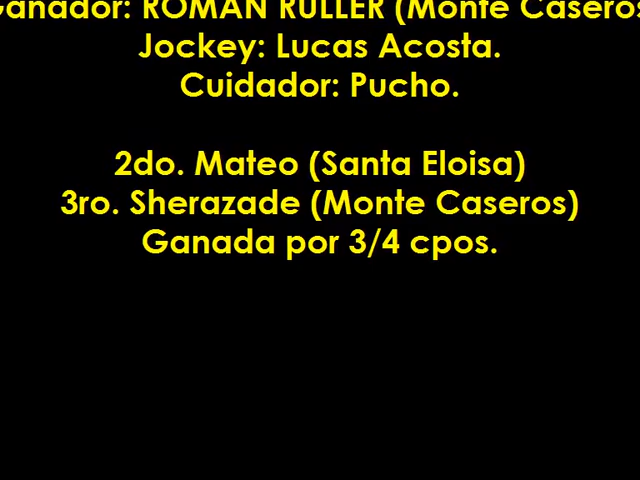 Ganador: ROMAN RULLER (Monte Caseros
Jockey: Lucas Acosta.
Cuidador: Pucho.
2do. Mateo (Santa Eloisa)
3ro. Sherazade (Monte Caseros)
Ganada por 3/4 cpos.